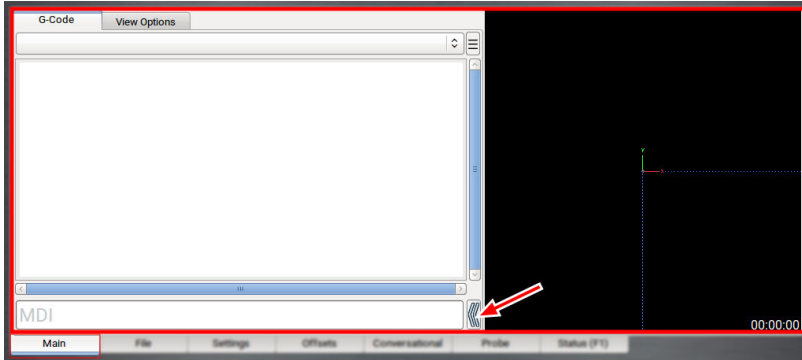 G-Code
View Options
MDI
Y
X
00:00:00
Main
File
Settings
Offsets
Conversational
Probe
Status (F1)